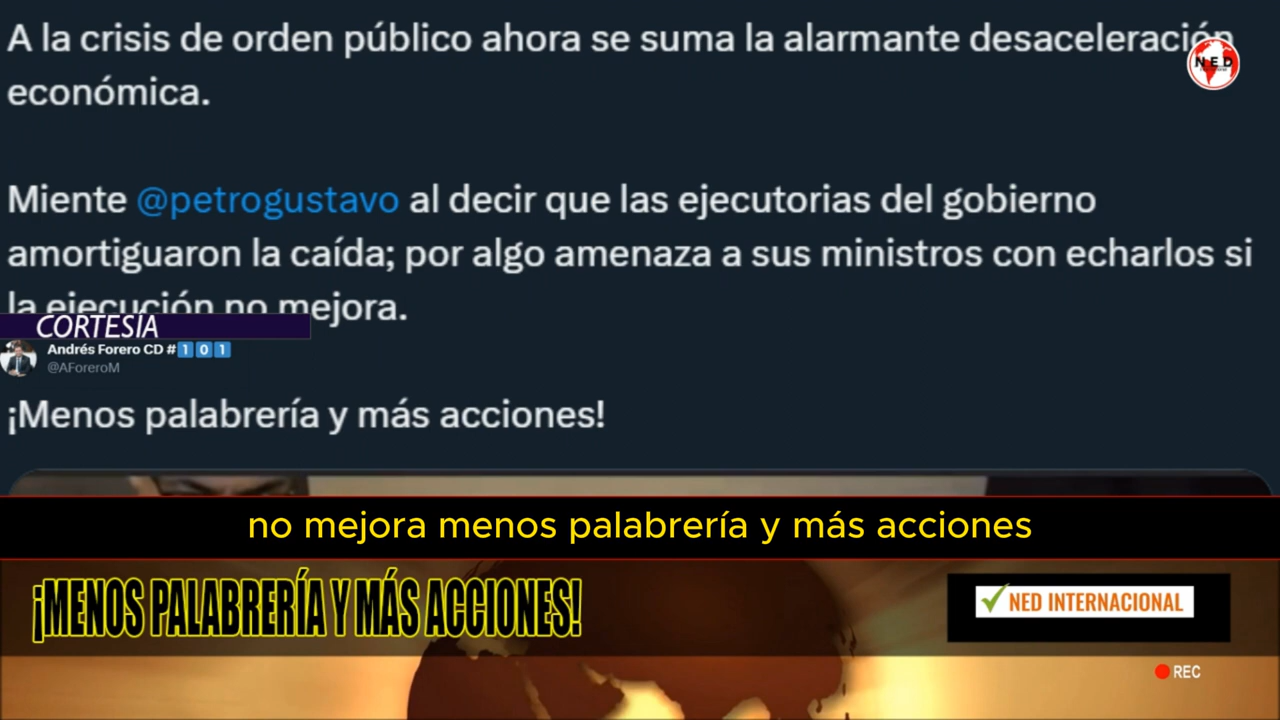 A la crisis de orden público ahora se suma la alarmante desaceleración
NED
económica.
Miente @petrogustavo al decir que las ejecutorias del gobierno
amortiguaron la caída; por algo amenaza a sus ministros con echarlos si
la ejecución no mejora.
CORTESÍA
Andrés Forero CD #101
@AForeroM
¡Menos palabrería y más acciones!
no mejora menos palabrería y más acciones
¡MENOS PALABRERÍA Y MÁS ACCIONES!
NED INTERNACIONAL
REC